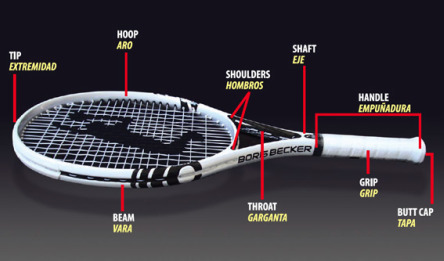 HOOP
ARO
TIP
EXTREMIDAD
SHAFT
EJE
SHOULDERS
HOMBROS
HANDLE
EMPUÑADURA
BORIS BECKER
GRIP
GRIP
THROAT
GARGANTA
BUTT CAP
TAPA
BEAM
VARA